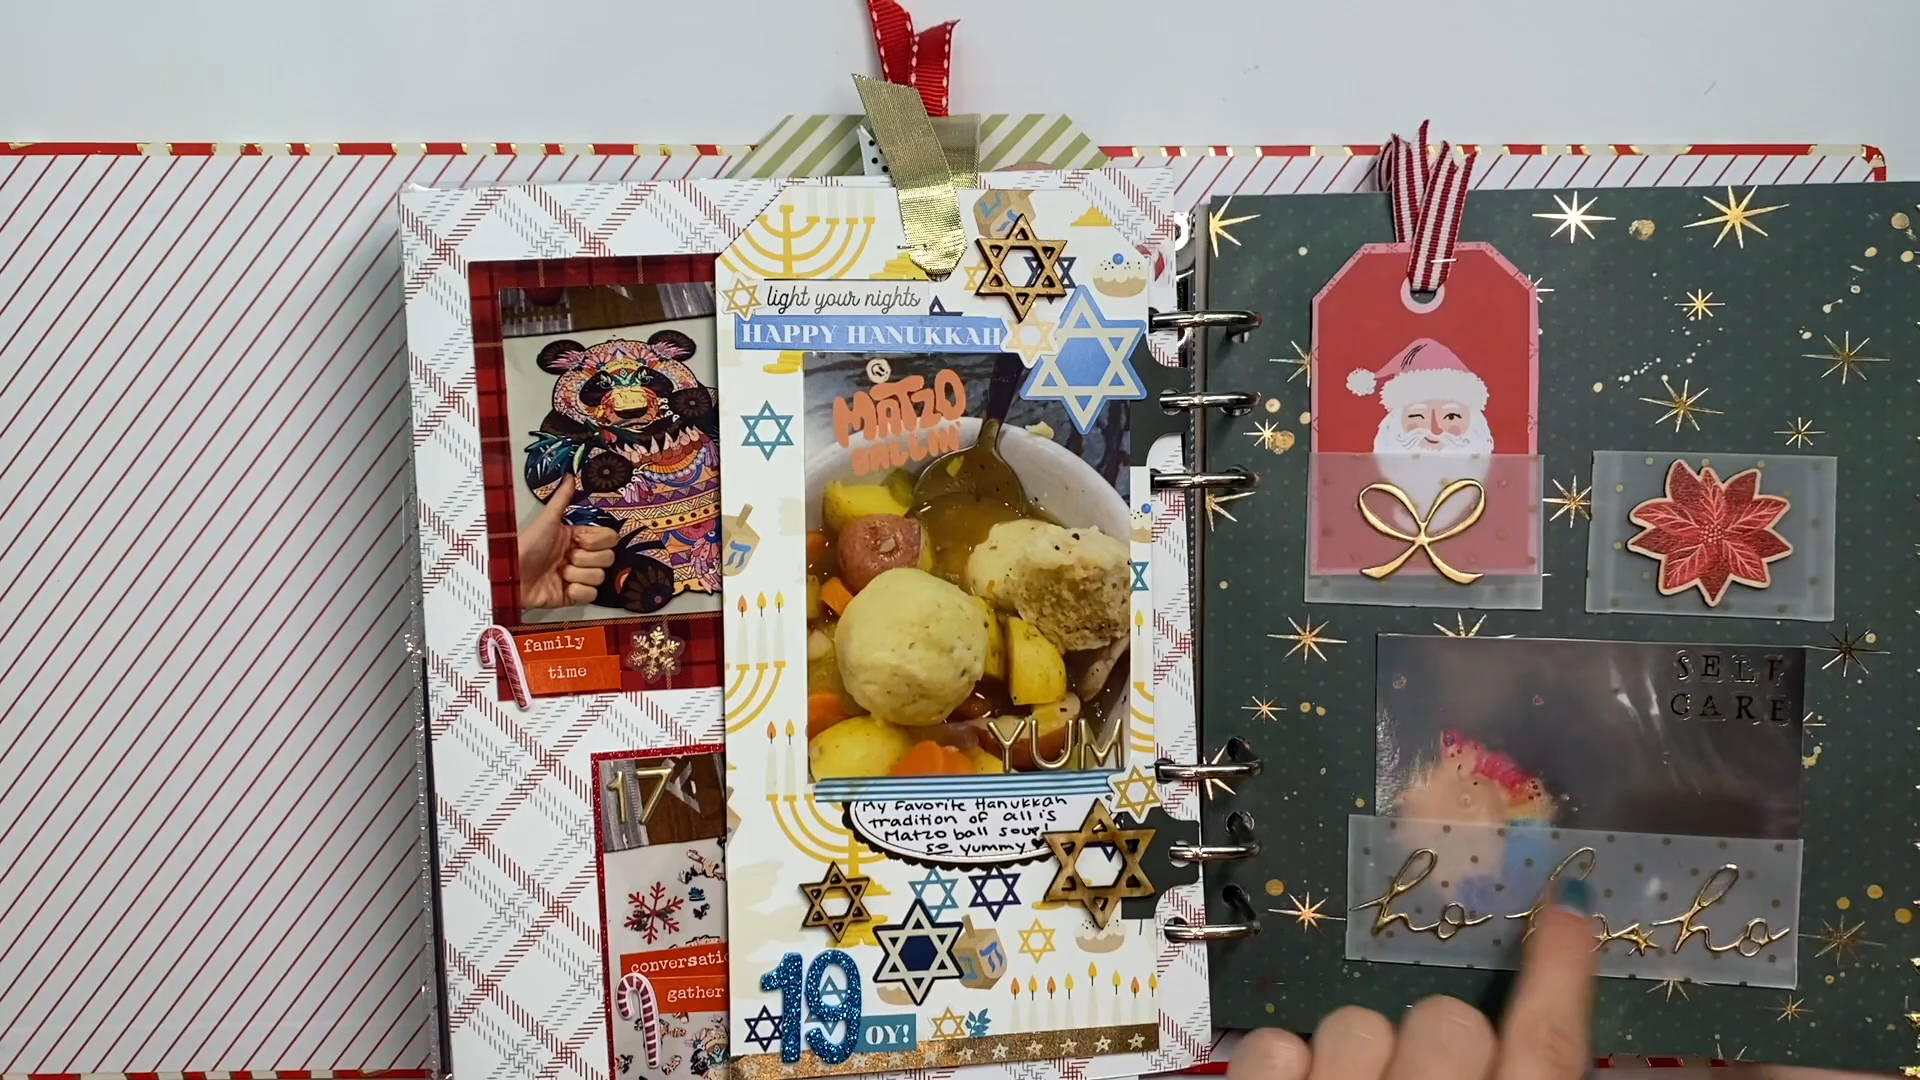 family
time
17
conversatio
gather
light your nights
HAPPY HANUKKAH
MATZO
BALLIN'
YUM
My Favorite Hanukkah
tradition of all is
Matzo ball soup!
so yummy
19
OY!
SELF
CARE
ho ho ho